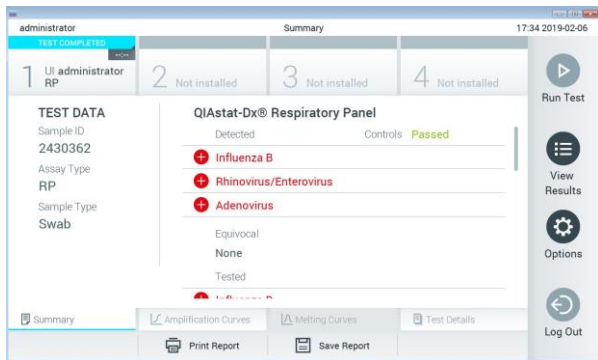 administrator Summary 17:34 2019-02-06
TEST COMPLETED
1 UI administrator
RP
2 Not installed
3 Not installed
4 Not installed
Run Test
TEST DATA
Sample ID
2430362
Assay Type
RP
Sample Type
Swab
QIAstat-Dx® Respiratory Panel
Detected Controls Passed
Influenza B
Rhinovirus/Enterovirus
Adenovirus
Equivocal
None
Tested
View
Results
Options
Log Out
Summary Amplification Curves Melting Curves Test Details
Print Report Save Report